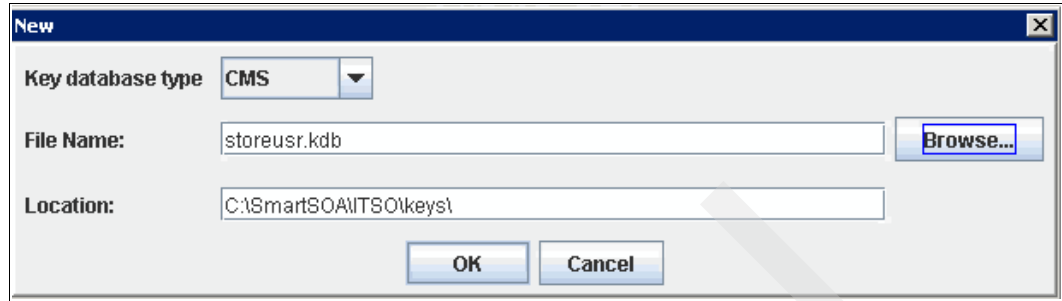 New
Key database type CMS
File Name: storeusr.kdb Browse...
Location: C:\SmartSOA\ITSO\keys\
OK Cancel